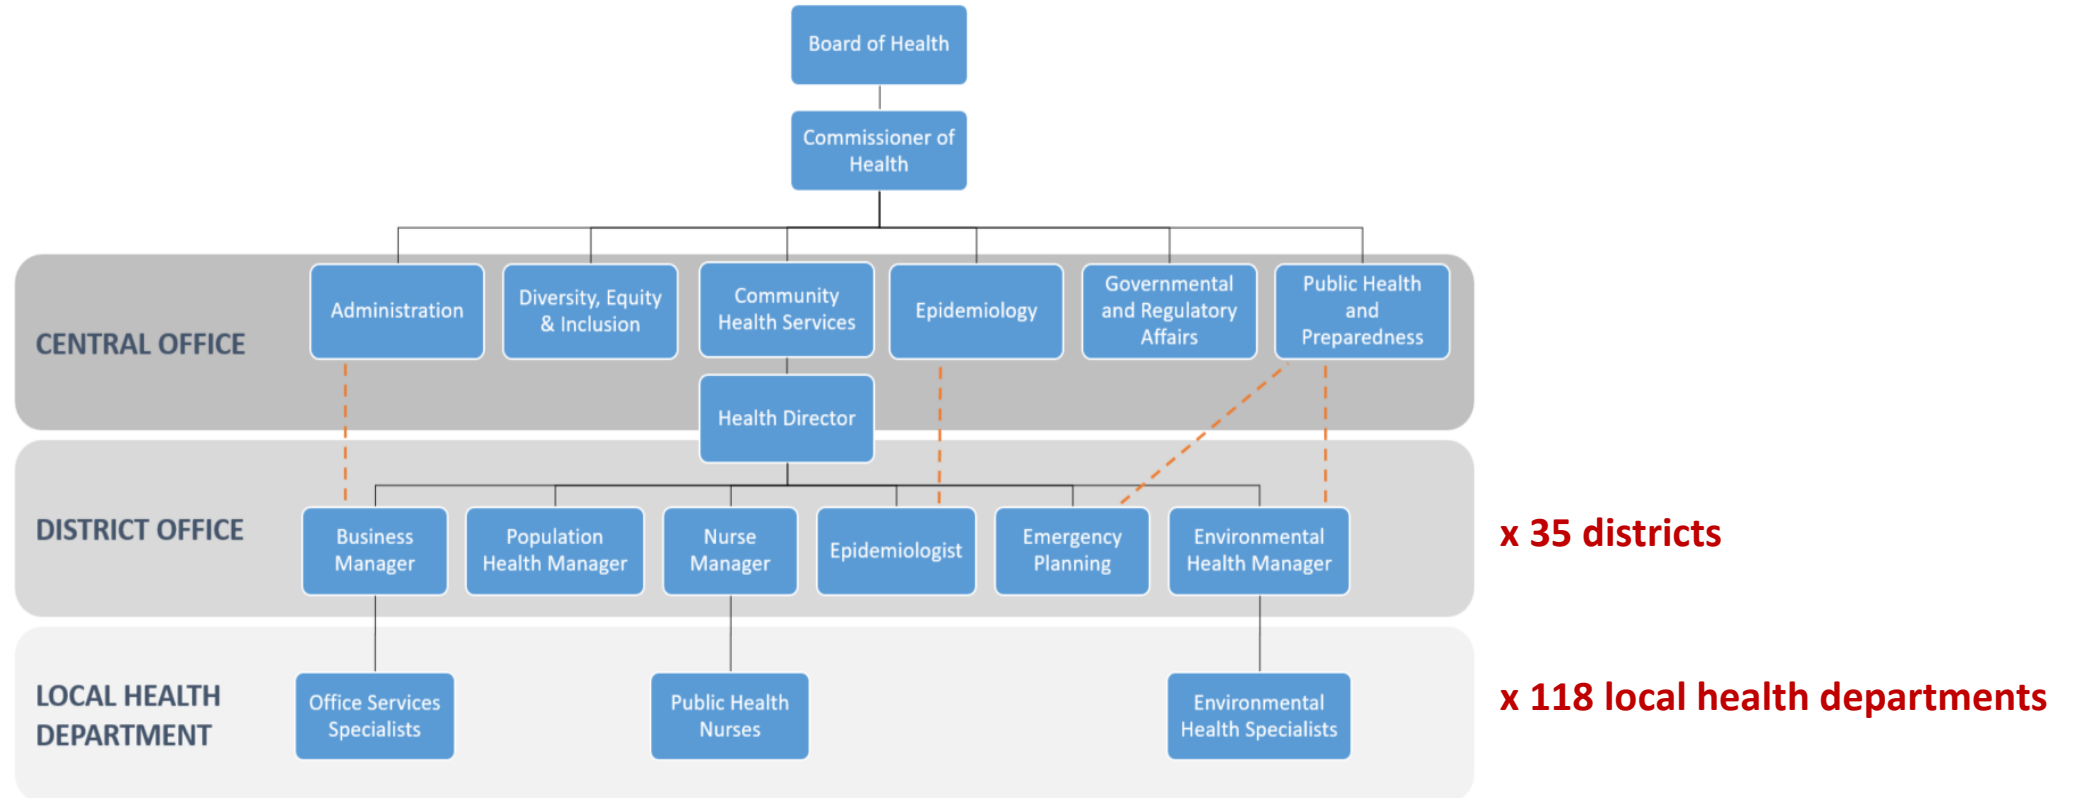 Board of Health
Commissioner of
Health
CENTRAL OFFICE
Administration
Diversity, Equity
& Inclusion
Community
Health Services
Epidemiology
Governmental
and Regulatory
Affairs
Public Health
and
Preparedness
Health Director
DISTRICT OFFICE
Business
Manager
Population
Health Manager
Nurse
Manager
Epidemiologist
Emergency
Planning
Environmental
Health Manager
x 35 districts
LOCAL HEALTH
DEPARTMENT
Office Services
Specialists
Public Health
Nurses
Environmental
Health Specialists
x 118 local health departments